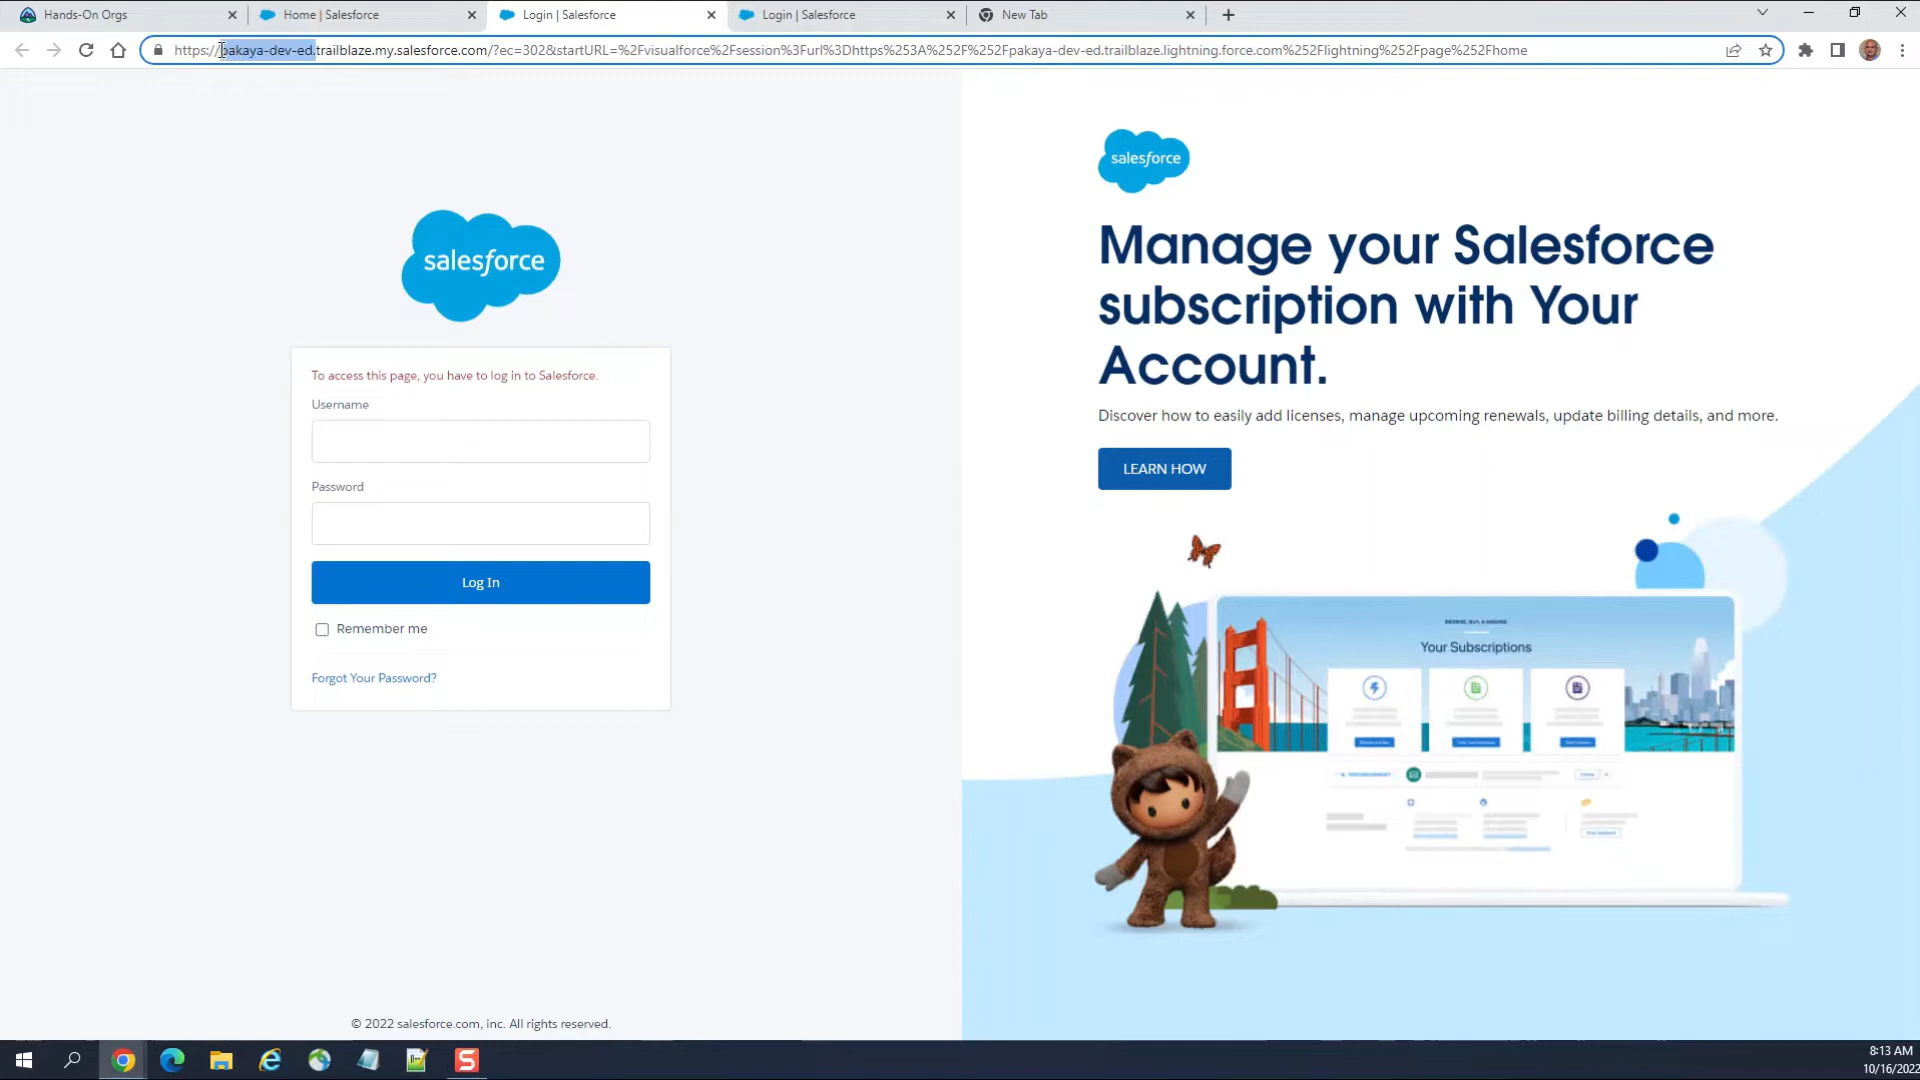 Hands-On Orgs
Home | Salesforce
Login | Salesforce
Login | Salesforce
New Tab
https://pakaya-dev-ed.trailblaze.my.salesforce.com/?ec=302&startURL=%2Fvisualforce%2Fsession%3Furl%3Dhttps%253A%252F%252Fpakaya-dev-ed.trailblaze.lightning.force.com%252Flightning%252Fpage%252Fhome
salesforce
To access this page, you have to log in to Salesforce.
Username
Password
Log In
Remember me
Forgot Your Password?
© 2022 salesforce.com, inc. All rights reserved.
salesforce
Manage your Salesforce
subscription with Your
Account.
Discover how to easily add licenses, manage upcoming renewals, update billing details, and more.
LEARN HOW
Your Subscriptions
8:13 AM
10/16/2022